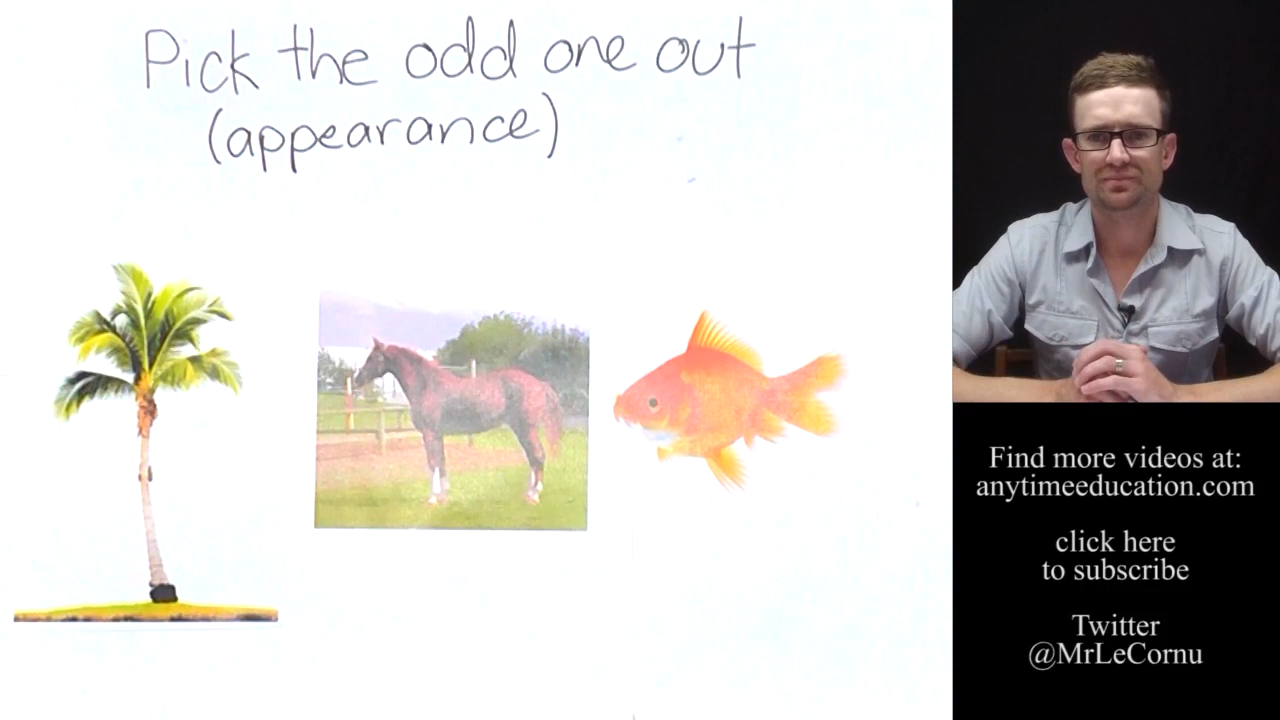 Pick the odd one out
(appearance)
Find more videos at:
anytimeeducation.com
click here
to subscribe
Twitter
@MrLeCornu